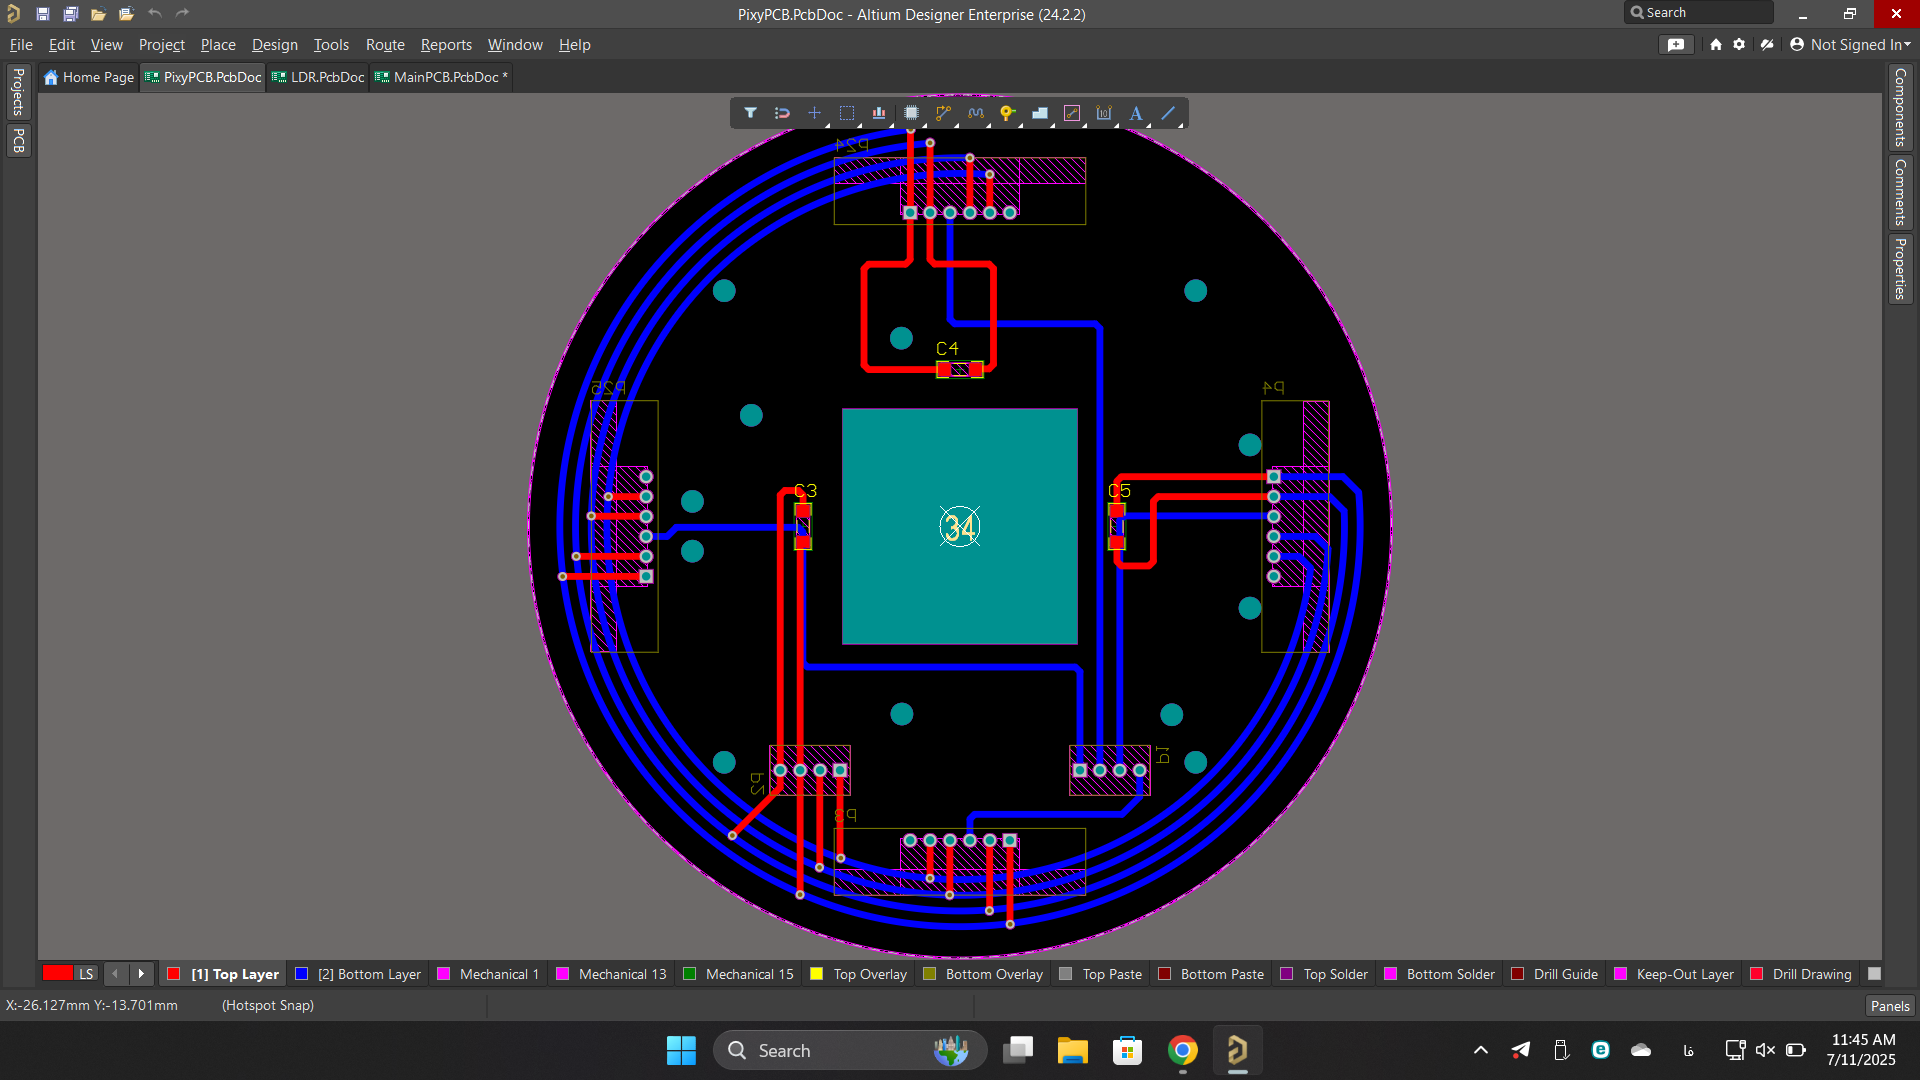 PixyPCB.PcbDoc - Altium Designer Enterprise (24.2.2)
Search
File Edit View Project Place Design Tools Route Reports Window Help
Not Signed In
Home Page PixyPCB.PcbDoc LDR.PcbDoc MainPCB.PcbDoc *
Projects
PCB
Components
Comments
Properties
P24
C4
P25
P4
C3
C5
34
P2
P1
P3
LS [1] Top Layer [2] Bottom Layer Mechanical 1 Mechanical 13 Mechanical 15 Top Overlay Bottom Overlay Top Paste Bottom Paste Top Solder Bottom Solder Drill Guide Keep-Out Layer Drill Drawing
X:-26.127mm Y:-13.701mm (Hotspot Snap)
Panels
Search
فا
11:45 AM
7/11/2025